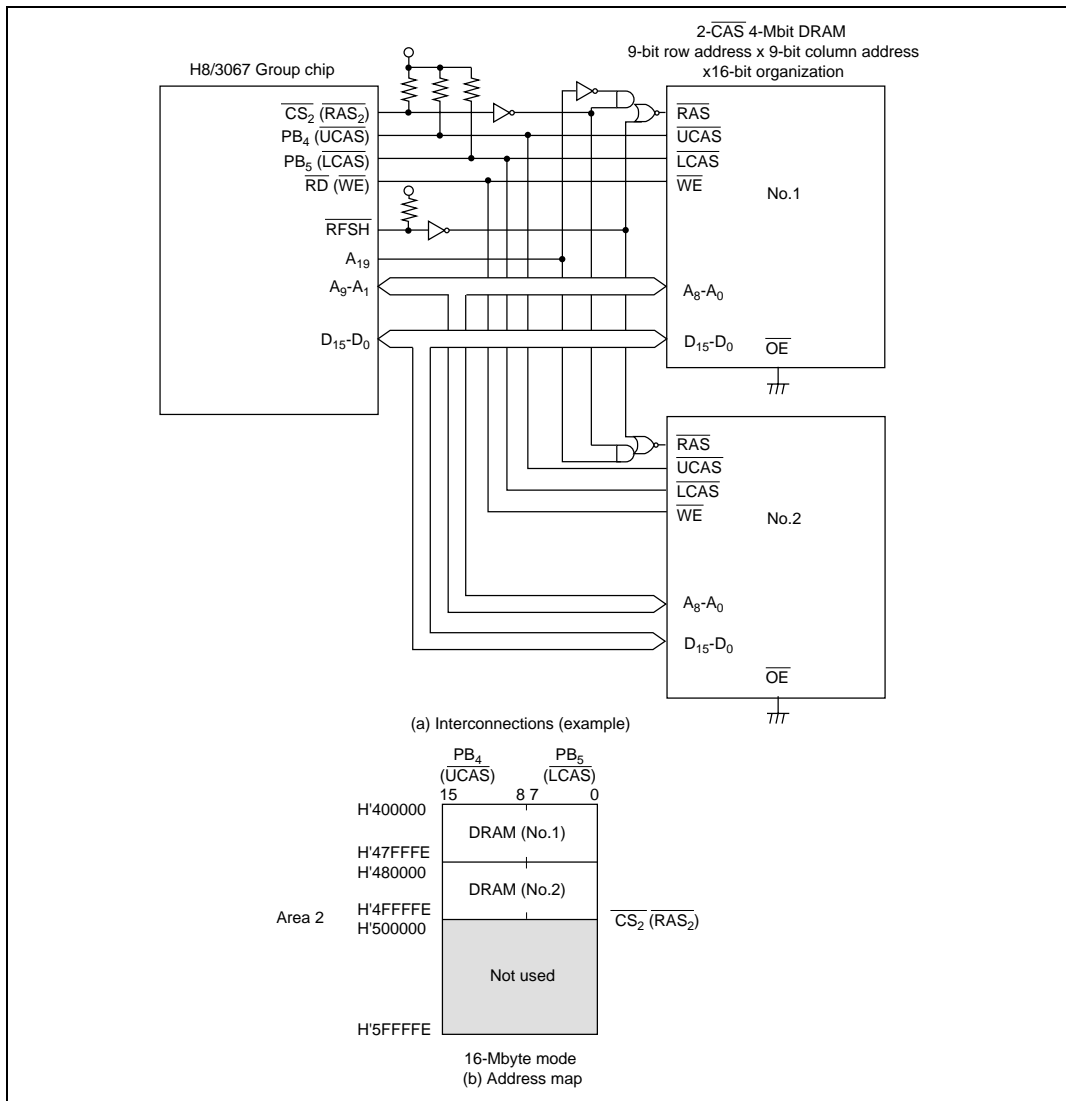 2-CAS 4-Mbit DRAM
9-bit row address x 9-bit column address
x16-bit organization
H8/3067 Group chip
CS2 (RAS2)
PB4 (UCAS)
PB5 (LCAS)
RD (WE)
RFSH
A19
A9-A1
D15-D0
RAS
UCAS
LCAS
WE
No.1
A8-A0
D15-D0
OE
RAS
UCAS
LCAS
WE
No.2
A8-A0
D15-D0
OE
(a) Interconnections (example)
PB4 PB5
(UCAS) (LCAS)
15 8 7 0
H'400000
DRAM (No.1)
H'47FFFE
H'480000
DRAM (No.2)
H'4FFFFE
Area 2
CS2 (RAS2)
H'500000
Not used
H'5FFFFE
16-Mbyte mode
(b) Address map